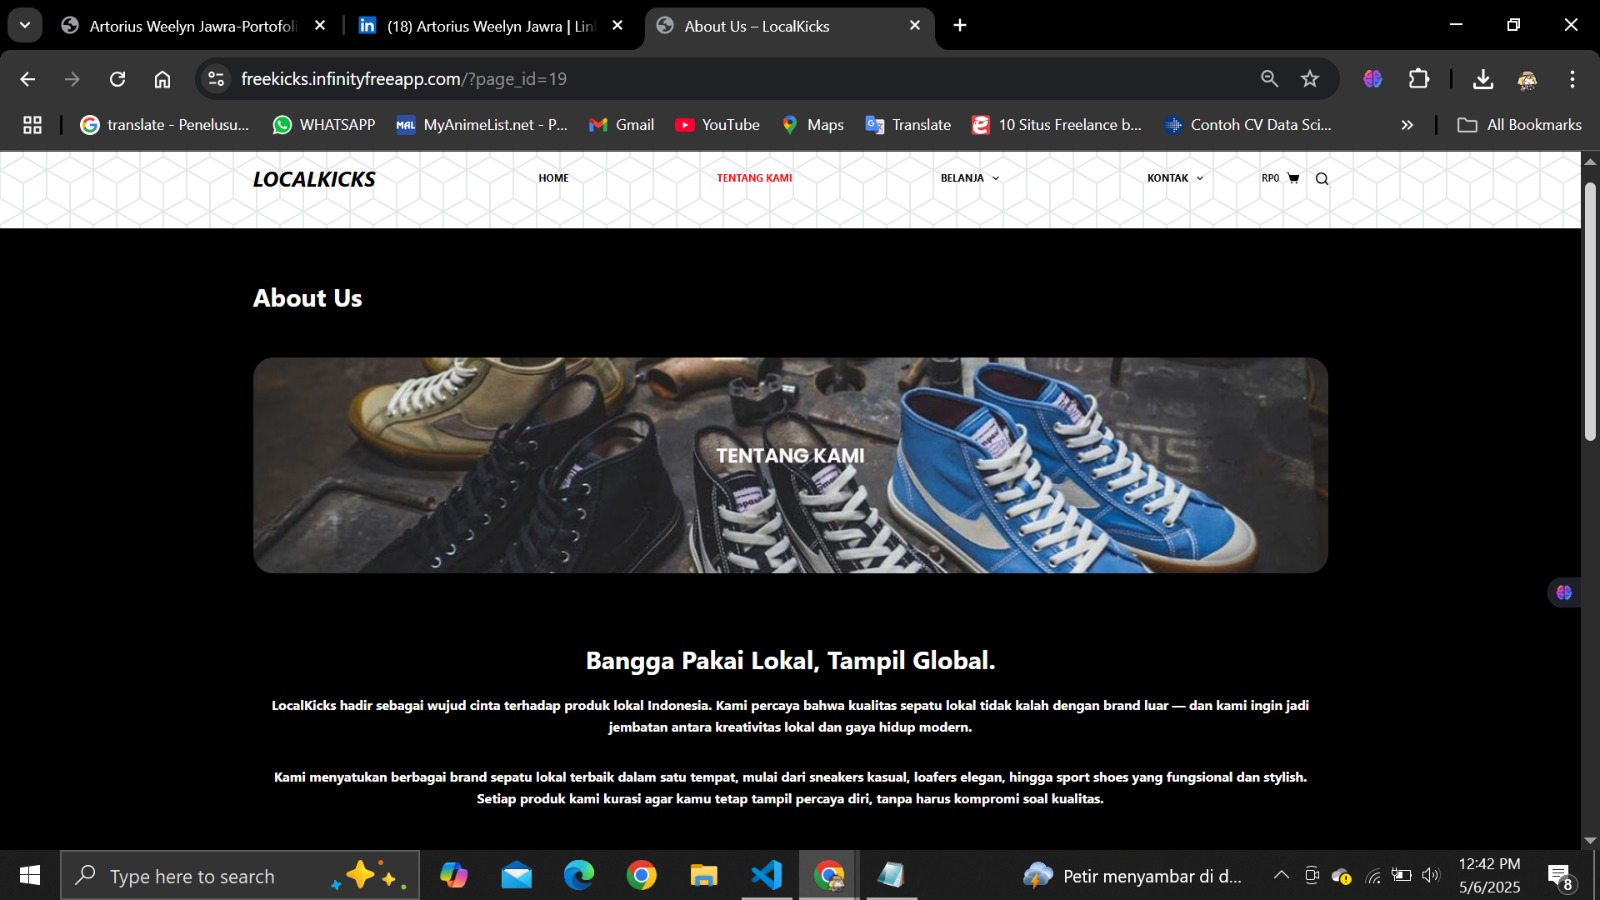 Artorius Weelyn Jawra-Portofoli
(18) Artorius Weelyn Jawra | Lin
About Us – LocalKicks
freekicks.infinityfreeapp.com/?page_id=19
translate - Penelusu...
WHATSAPP
MAL
MyAnimeList.net - P...
Gmail
YouTube
Maps
Translate
10 Situs Freelance b...
Contoh CV Data Sci...
All Bookmarks
LOCALKICKS
HOME
TENTANG KAMI
BELANJA
KONTAK
RP0
About Us
TENTANG KAMI
Bangga Pakai Lokal, Tampil Global.
LocalKicks hadir sebagai wujud cinta terhadap produk lokal Indonesia. Kami percaya bahwa kualitas sepatu lokal tidak kalah dengan brand luar — dan kami ingin jadi
jembatan antara kreativitas lokal dan gaya hidup modern.
Kami menyatukan berbagai brand sepatu lokal terbaik dalam satu tempat, mulai dari sneakers kasual, loafers elegan, hingga sport shoes yang fungsional dan stylish.
Setiap produk kami kurasi agar kamu tetap tampil percaya diri, tanpa harus kompromi soal kualitas.
Type here to search
Petir menyambar di d...
12:42 PM
5/6/2025
8